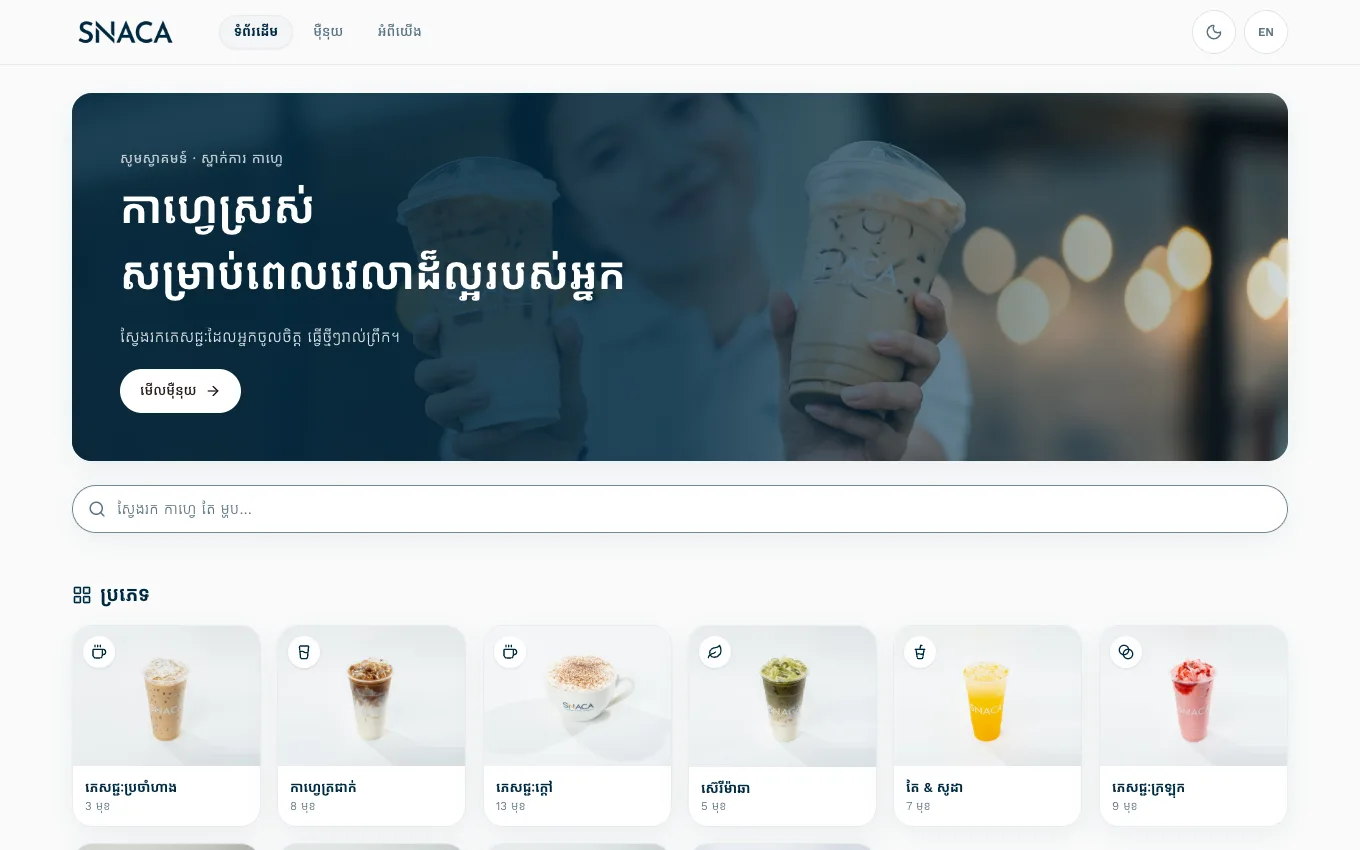 SNACA
ទំព័រដើម
ម៉ឺនុយ
អំពីយើង
EN
សូមស្វាគមន៍ · ស្នាក់ការ កាហ្វេ
កាហ្វេស្រស់
សម្រាប់ពេលវេលាដ៏ល្អរបស់អ្នក
ស្វែងរកភេសជ្ជៈដែលអ្នកចូលចិត្ត ធ្វើថ្មីៗរាល់ព្រឹក។
មើលម៉ឺនុយ
ស្វែងរក កាហ្វេ តែ ម្ហូប...
ប្រភេទ
SNACA
SNACA
SNACA
SNACA
SNACA
ភេសជ្ជៈប្រចាំហាង
3 មុខ
កាហ្វេត្រជាក់
8 មុខ
ភេសជ្ជៈក្តៅ
13 មុខ
ស៊េរីម៉ាឆា
5 មុខ
តែ & សូដា
7 មុខ
ភេសជ្ជៈក្រឡុក
9 មុខ